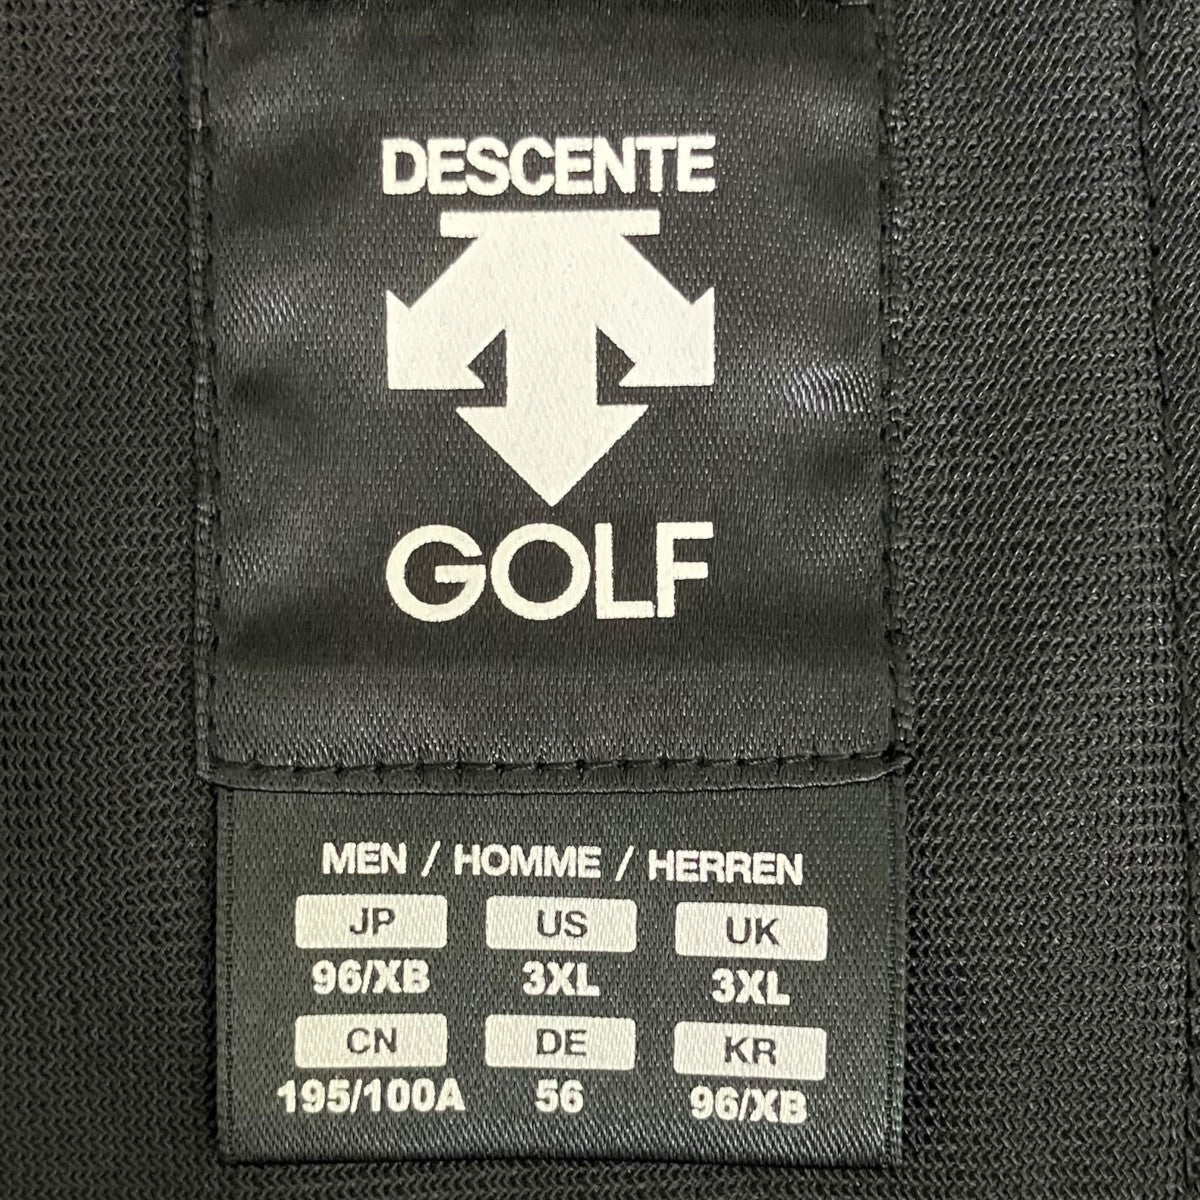 DESCENTE
GOLF
MEN / HOMME / HERREN
JP US UK
96/XB 3XL 3XL
CN DE KR
195/100A 56 96/XB